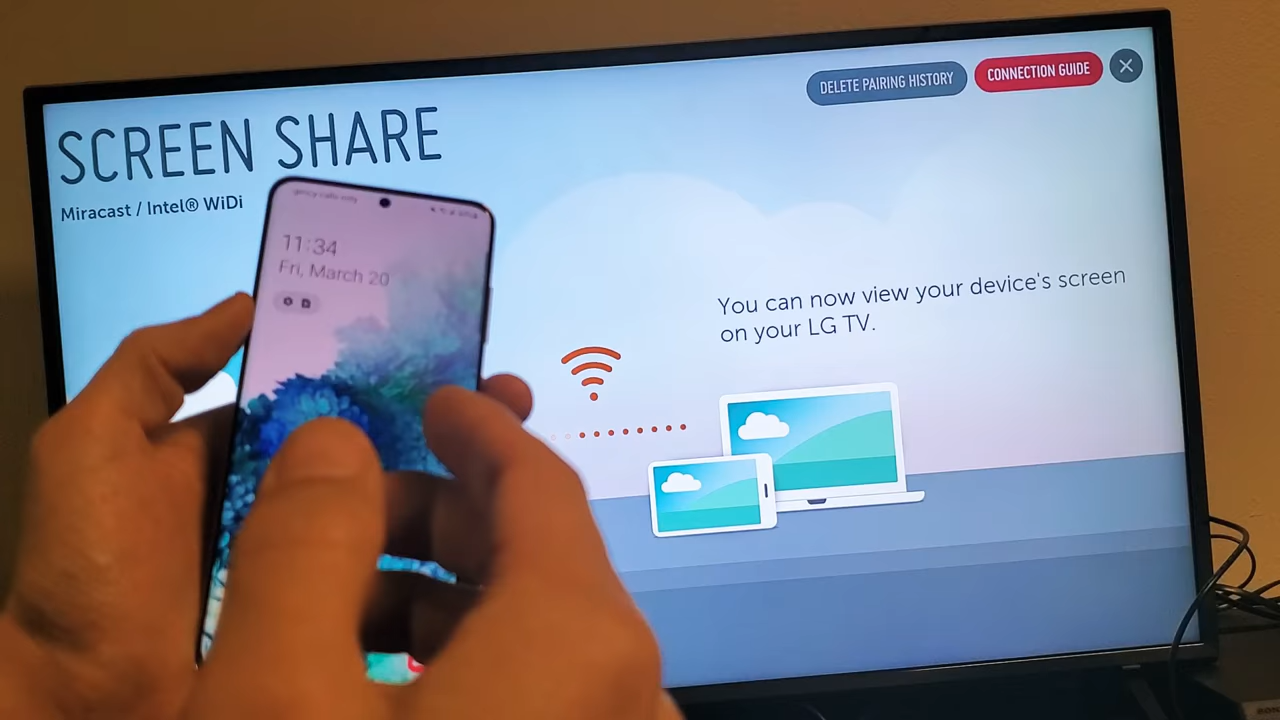 DELETE PAIRING HISTORY
CONNECTION GUIDE
SCREEN SHARE
Miracast / Intel® WiDi
11:34
Fri, March 20
You can now view your device's screen
on your LG TV.